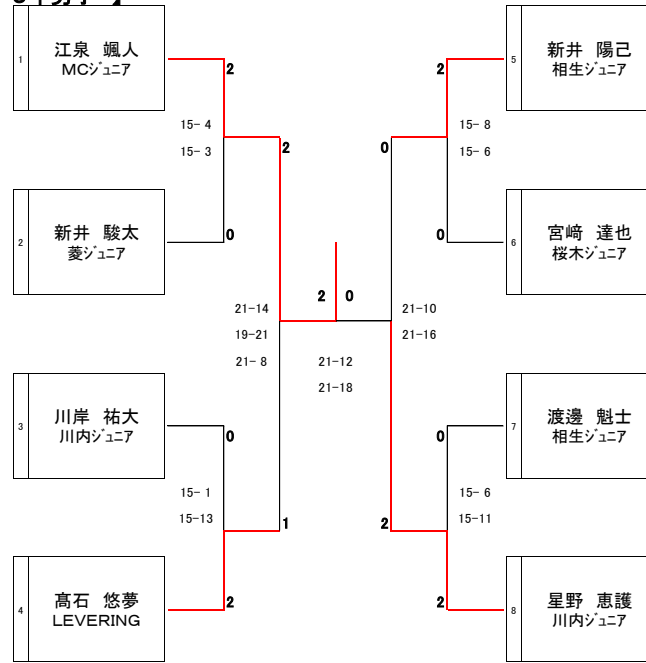 1
江泉 颯人
MCジュニア
2
新井 駿太
菱ジュニア
3
川岸 祐大
川内ジュニア
4
髙石 悠夢
LEVERING
2
15- 4
15- 3
0
2
21-14
19-21
21- 8
0
15- 1
15-13
2
1
2 0
21-12
21-18
0
21-10
21-16
2
2
15- 8
15- 6
0
0
15- 6
15-11
2
5
新井 陽己
相生ジュニア
6
宮﨑 達也
桜木ジュニア
7
渡邊 魁士
相生ジュニア
8
星野 恵護
川内ジュニア